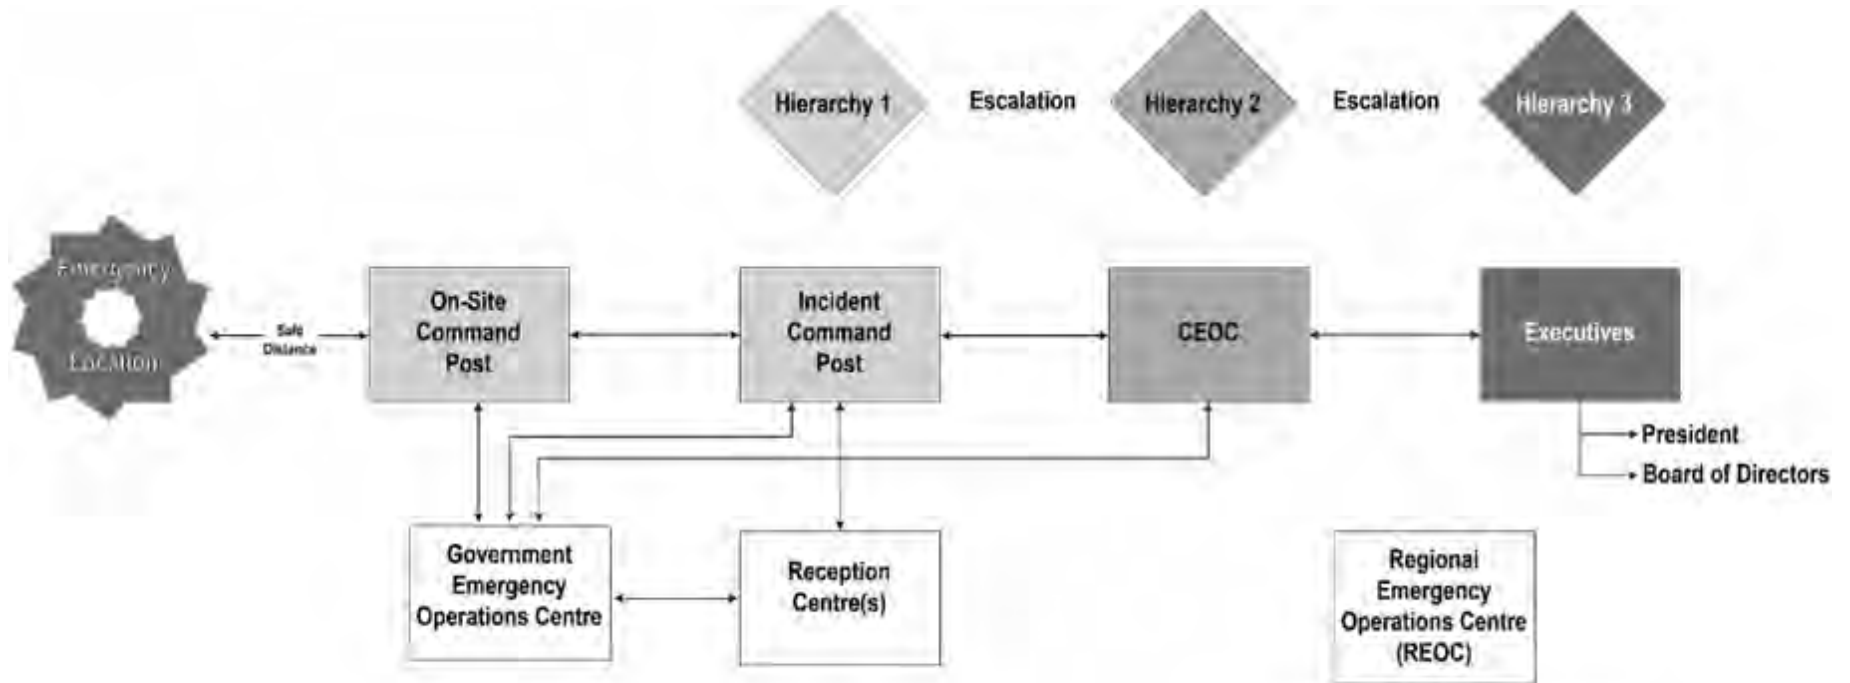 Hierarchy 1
Escalation
Hierarchy 2
Escalation
Hierarchy 3
Emergency
Location
Safe
Distance
On-Site
Command
Post
Incident
Command
Post
CEOC
Executives
President
Board of Directors
Government
Emergency
Operations Centre
Reception
Centre(s)
Regional
Emergency
Operations Centre
(REOC)